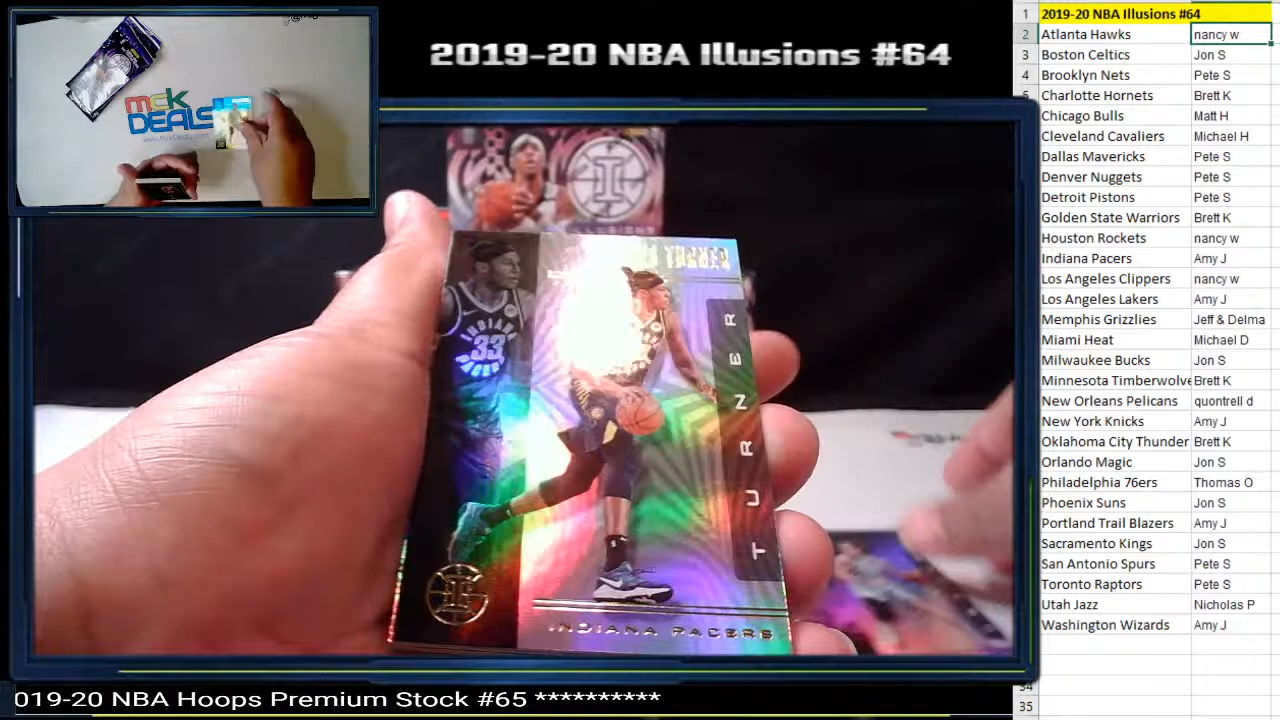 mck
DEALS
2019-20 NBA Illusions #64
INDIANA
33
PACERS
TURNER
INDIANA PACERS
019-20 NBA Hoops Premium Stock #65 **********
1 2019-20 NBA Illusions #64
2 Atlanta Hawks nancy w
3 Boston Celtics Jon S
4 Brooklyn Nets Pete S
Charlotte Hornets Brett K
Chicago Bulls Matt H
Cleveland Cavaliers Michael H
Dallas Mavericks Pete S
Denver Nuggets Pete S
Detroit Pistons Pete S
Golden State Warriors Brett K
Houston Rockets nancy w
Indiana Pacers Amy J
Los Angeles Clippers nancy w
Los Angeles Lakers Amy J
Memphis Grizzlies Jeff & Delma
Miami Heat Michael D
Milwaukee Bucks Jon S
Minnesota Timberwolve Brett K
New Orleans Pelicans quontrell d
New York Knicks Amy J
Oklahoma City Thunder Brett K
Orlando Magic Jon S
Philadelphia 76ers Thomas O
Phoenix Suns Jon S
Portland Trail Blazers Amy J
Sacramento Kings Jon S
San Antonio Spurs Pete S
Toronto Raptors Pete S
Utah Jazz Nicholas P
Washington Wizards Amy J
35